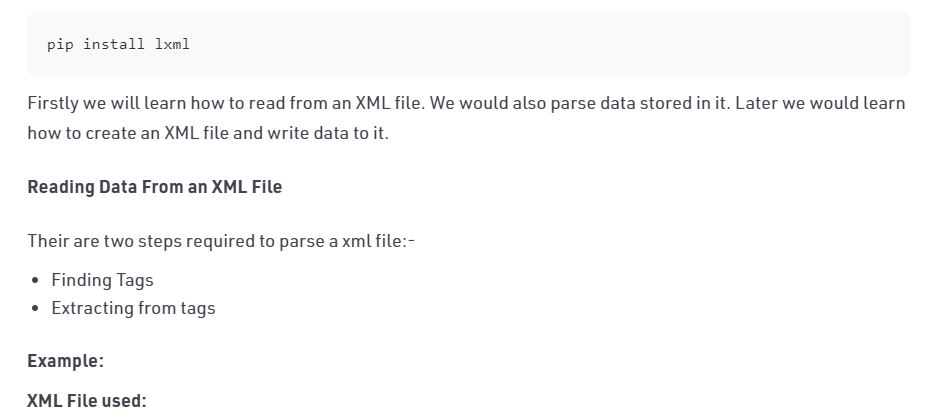 pip install lxml
Firstly we will learn how to read from an XML file. We would also parse data stored in it. Later we would learn
how to create an XML file and write data to it.
Reading Data From an XML File
Their are two steps required to parse a xml file:-
• Finding Tags
• Extracting from tags
Example:
XML File used: